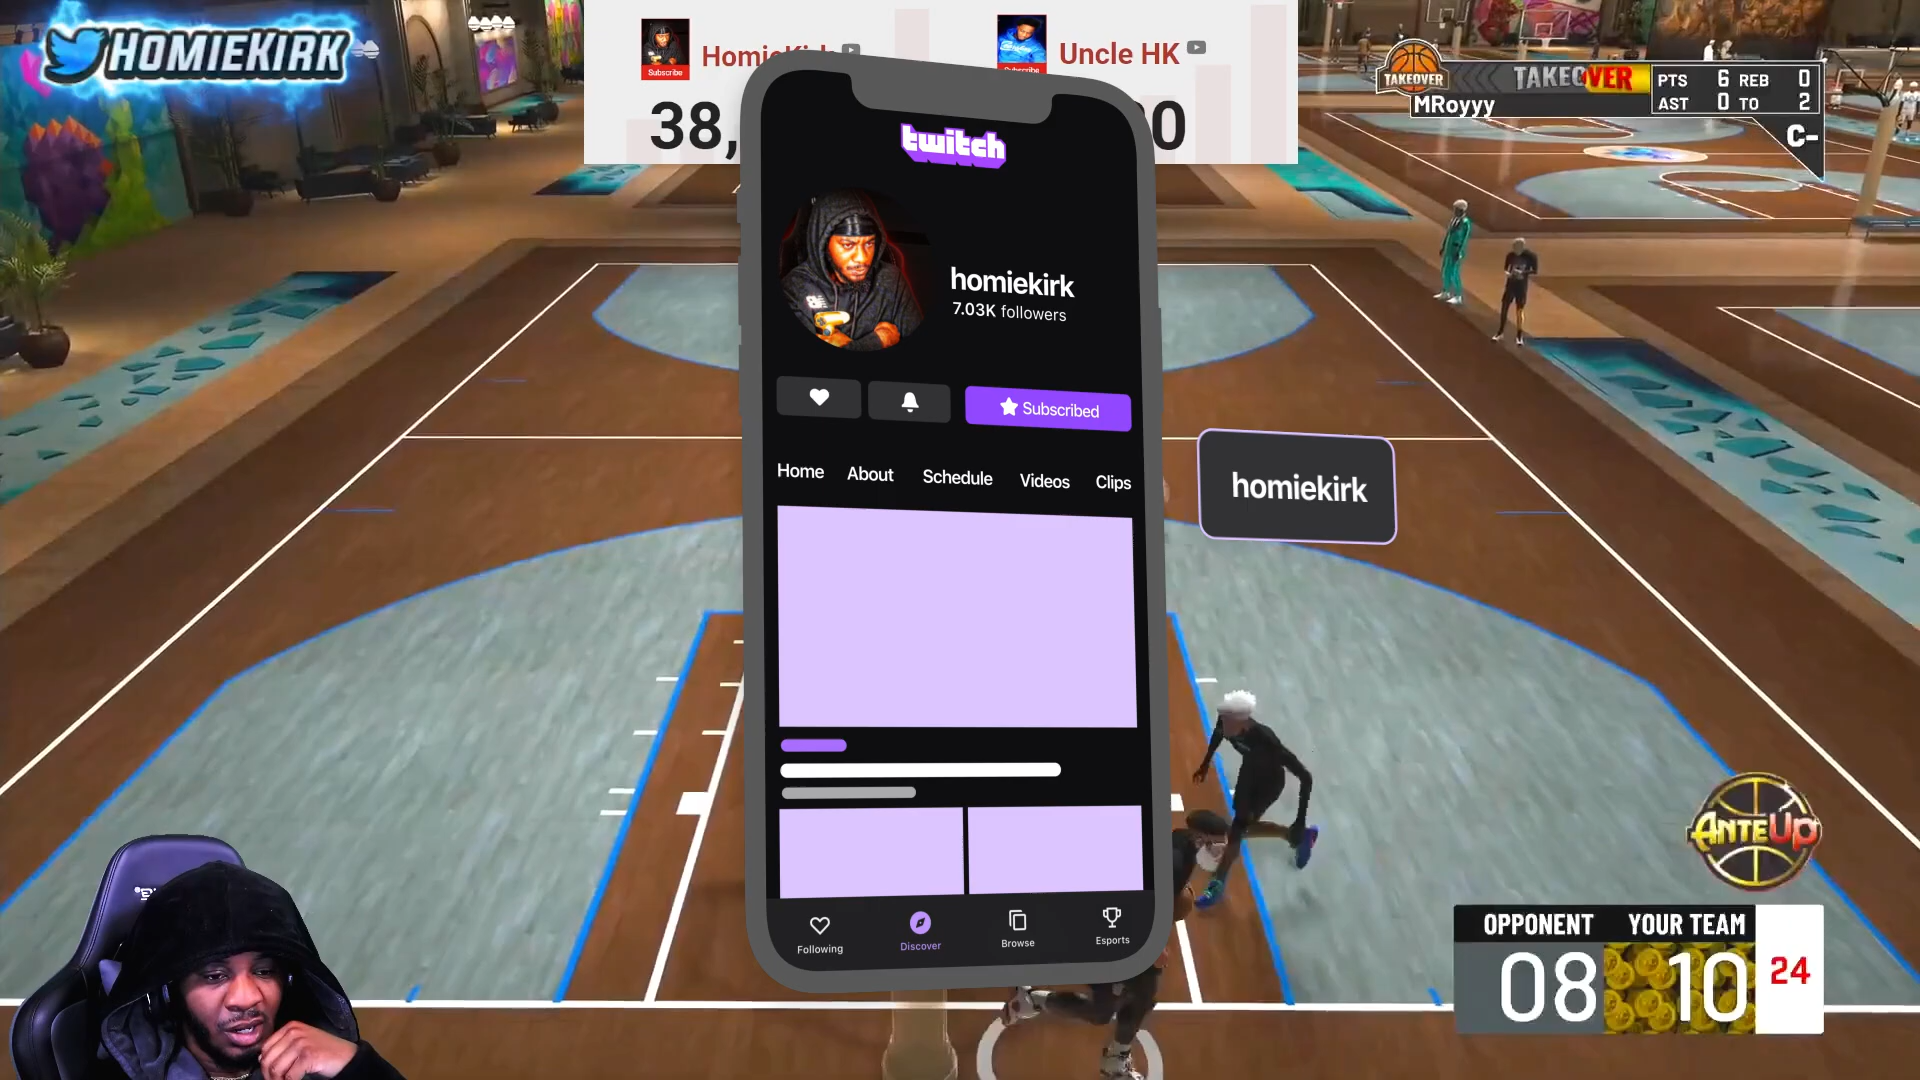 HOMIEKIRK
HomieKirk
Subscribe
38,
Uncle HK
Subscribe
0
TAKEOVER
TAKEOVER
MRoyyy
PTS 6 REB 0
AST 0 TO 2
C-
twitch
homiekirk
7.03K followers
Subscribed
Home About Schedule Videos Clips
homiekirk
Following Discover Browse Esports
ANTEUP
OPPONENT YOUR TEAM
08 10 24